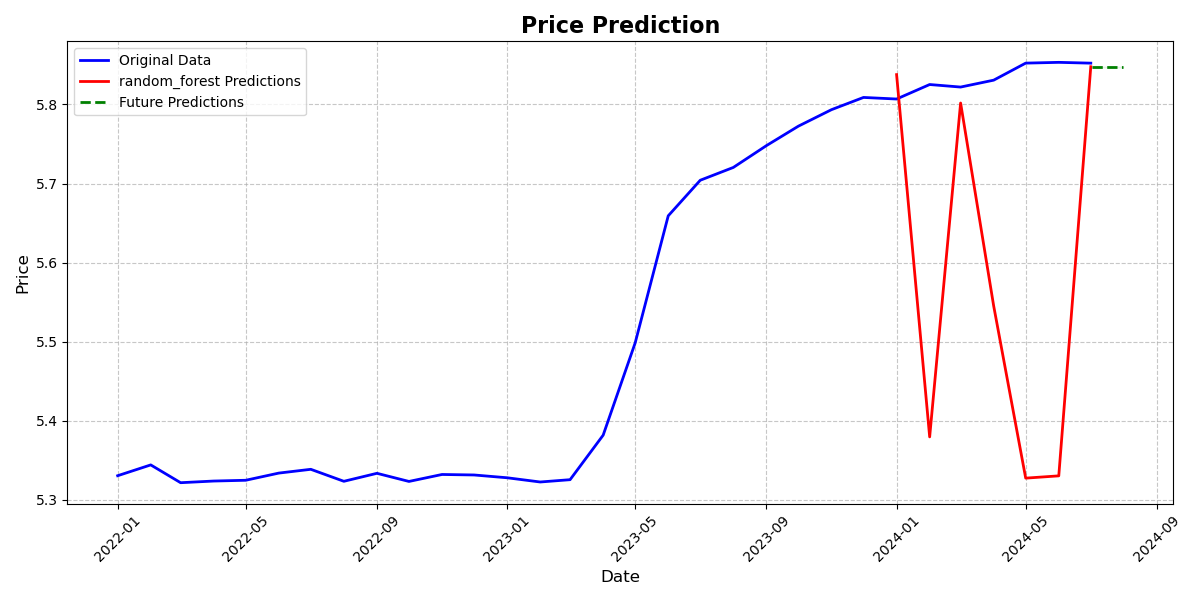 Price Prediction
Original Data
random_forest Predictions
Future Predictions
Price
5.8
5.7
5.6
5.5
5.4
5.3
2022-01
2022-05
2022-09
2023-01
2023-05
2023-09
2024-01
2024-05
2024-09
Date